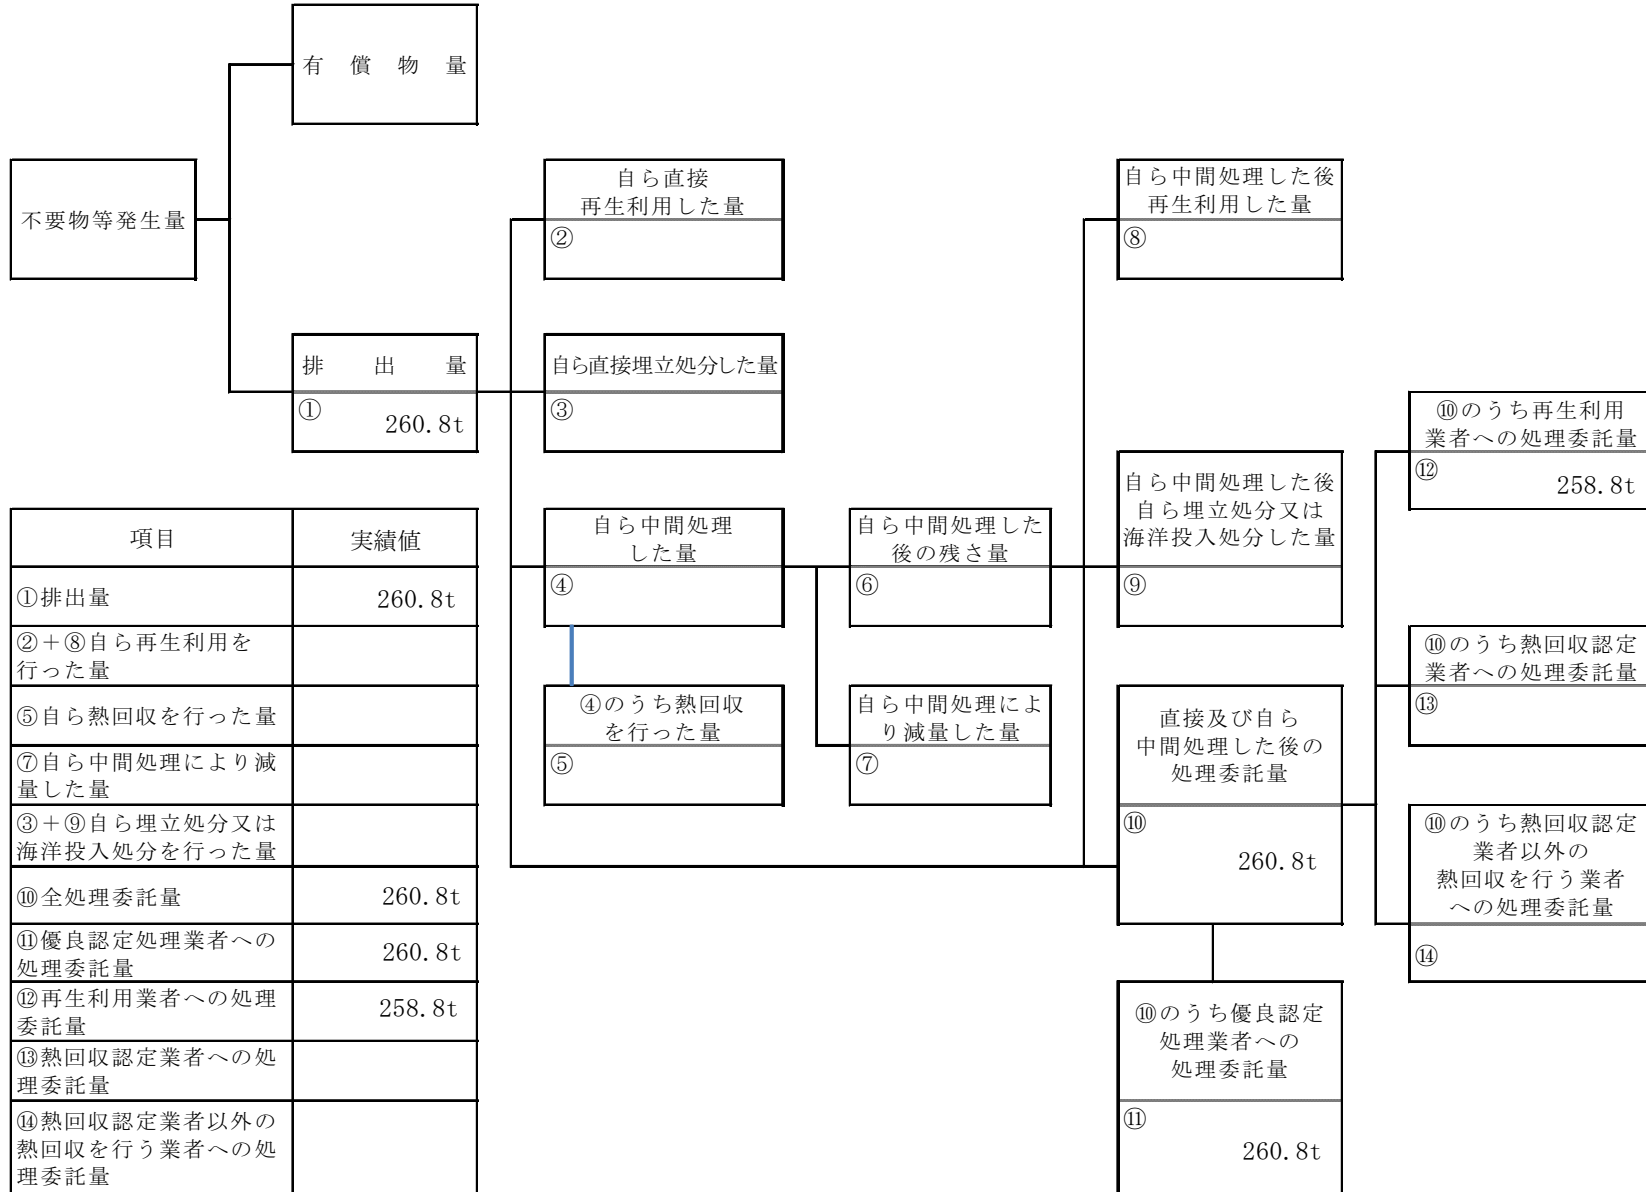 有償物量
不要物等発生量
自ら直接
再生利用した量
②
自ら中間処理した後
再生利用した量
⑧
排出量
①
260.8t
自ら直接埋立処分した量
③
⑩のうち再生利用
業者への処理委託量
⑫
258.8t
自ら中間処理した後
自ら埋立処分又は
海洋投入処分した量
⑨
自ら中間処理
した量
④
自ら中間処理した
後の残さ量
⑥
⑩のうち熱回収認定
業者への処理委託量
⑬
④のうち熱回収
を行った量
⑤
自ら中間処理によ
り減量した量
⑦
直接及び自ら
中間処理した後の
処理委託量
⑩
260.8t
⑩のうち熱回収認定
業者以外の
熱回収を行う業者
への処理委託量
⑭
⑩のうち優良認定
処理業者への
処理委託量
⑪
260.8t
項目 実績値
①排出量 260.8t
②+⑧自ら再生利用を
行った量
⑤自ら熱回収を行った量
⑦自ら中間処理により減
量した量
③+⑨自ら埋立処分又は
海洋投入処分を行った量
⑩全処理委託量 260.8t
⑪優良認定処理業者への
処理委託量 260.8t
⑫再生利用業者への処理
委託量 258.8t
⑬熱回収認定業者への処
理委託量
⑭熱回収認定業者以外の
熱回収を行う業者への処
理委託量